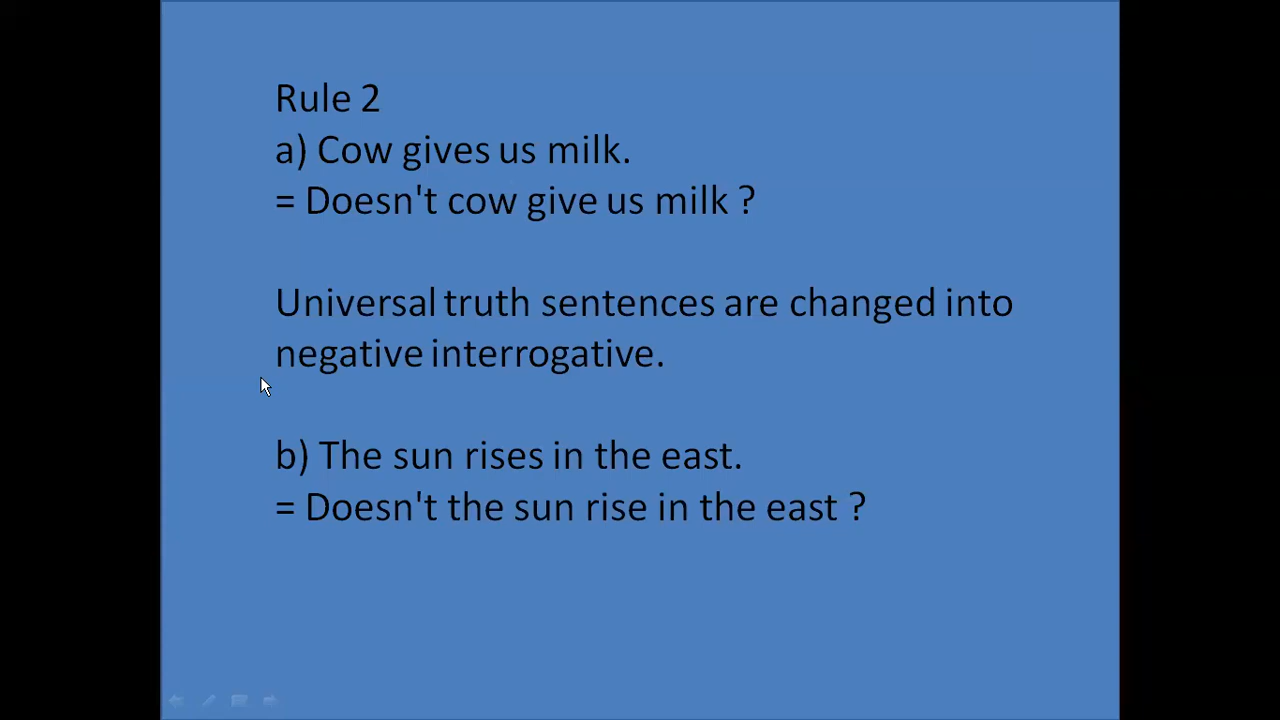 Rule 2
a) Cow gives us milk.
= Doesn't cow give us milk ?
Universal truth sentences are changed into
negative interrogative.
b) The sun rises in the east.
= Doesn't the sun rise in the east ?